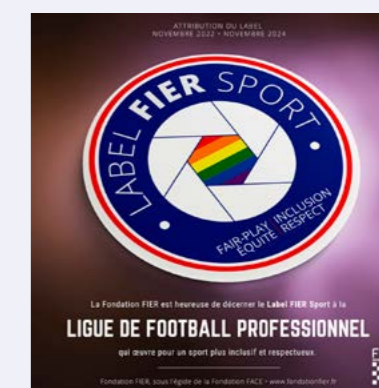 ATTRIBUTION DU LABEL
NOVEMBRE 2022 • NOVEMBRE 2024
LABEL FIER SPORT
FAIR-PLAY INCLUSION
EQUITÉ RESPECT
La Fondation FIER est heureuse de décerner le Label FIER Sport à la
LIGUE DE FOOTBALL PROFESSIONNEL
qui œuvre pour un sport plus inclusif et respectueux.
Fondation FIER, sous l'égide de la Fondation FACE • www.fondationfier.fr